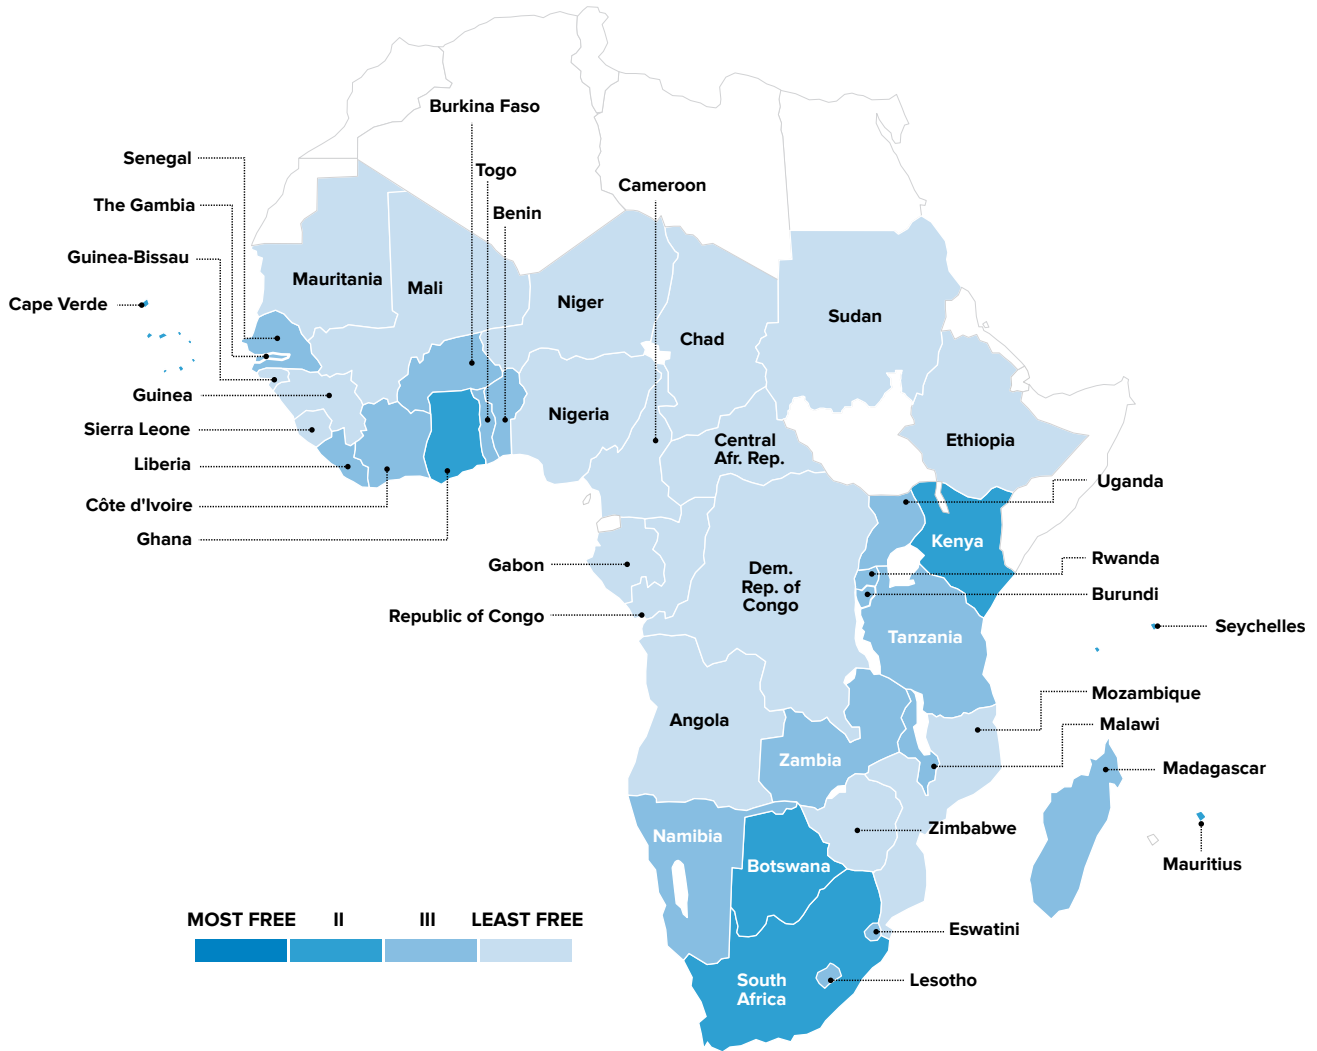 Burkina Faso
Senegal
Togo
Cameroon
The Gambia
Benin
Guinea-Bissau
Mauritania
Mali
Niger
Cape Verde
Sudan
Chad
Guinea
Nigeria
Sierra Leone
Central
Afr. Rep.
Ethiopia
Liberia
Uganda
Côte d'Ivoire
Ghana
Kenya
Gabon
Rwanda
Dem.
Rep. of
Congo
Burundi
Republic of Congo
Seychelles
Tanzania
Mozambique
Angola
Malawi
Zambia
Madagascar
Zimbabwe
Namibia
Botswana
Mauritius
MOST FREE II III LEAST FREE
Eswatini
South
Africa
Lesotho